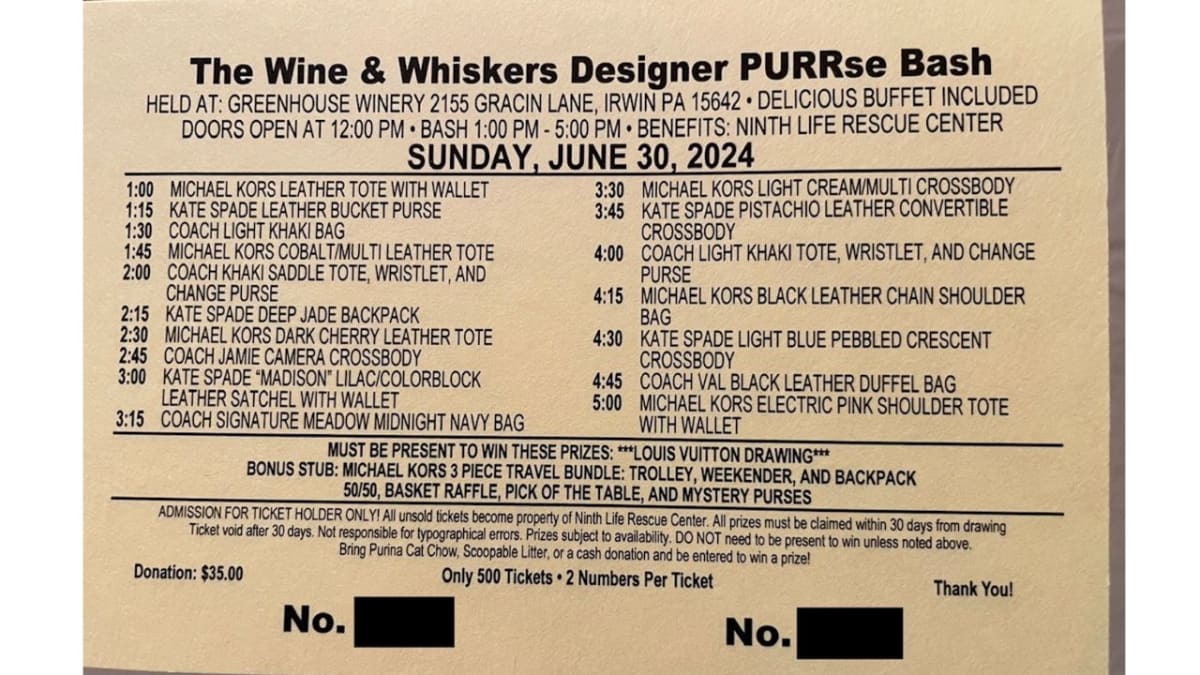 The Wine & Whiskers Designer PURRse Bash
HELD AT: GREENHOUSE WINERY 2155 GRACIN LANE, IRWIN PA 15642 • DELICIOUS BUFFET INCLUDED
DOORS OPEN AT 12:00 PM • BASH 1:00 PM - 5:00 PM • BENEFITS: NINTH LIFE RESCUE CENTER
SUNDAY, JUNE 30, 2024
1:00 MICHAEL KORS LEATHER TOTE WITH WALLET
1:15 KATE SPADE LEATHER BUCKET PURSE
1:30 COACH LIGHT KHAKI BAG
1:45 MICHAEL KORS COBALT/MULTI LEATHER TOTE
2:00 COACH KHAKI SADDLE TOTE, WRISTLET, AND
CHANGE PURSE
2:15 KATE SPADE DEEP JADE BACKPACK
2:30 MICHAEL KORS DARK CHERRY LEATHER TOTE
2:45 COACH JAMIE CAMERA CROSSBODY
3:00 KATE SPADE “MADISON” LILAC/COLORBLOCK
LEATHER SATCHEL WITH WALLET
3:15 COACH SIGNATURE MEADOW MIDNIGHT NAVY BAG
3:30 MICHAEL KORS LIGHT CREAM/MULTI CROSSBODY
3:45 KATE SPADE PISTACHIO LEATHER CONVERTIBLE
CROSSBODY
4:00 COACH LIGHT KHAKI TOTE, WRISTLET, AND CHANGE
PURSE
4:15 MICHAEL KORS BLACK LEATHER CHAIN SHOULDER
BAG
4:30 KATE SPADE LIGHT BLUE PEBBLED CRESCENT
CROSSBODY
4:45 COACH VAL BLACK LEATHER DUFFEL BAG
5:00 MICHAEL KORS ELECTRIC PINK SHOULDER TOTE
WITH WALLET
MUST BE PRESENT TO WIN THESE PRIZES: ***LOUIS VUITTON DRAWING***
BONUS STUB: MICHAEL KORS 3 PIECE TRAVEL BUNDLE: TROLLEY, WEEKENDER, AND BACKPACK
50/50, BASKET RAFFLE, PICK OF THE TABLE, AND MYSTERY PURSES
ADMISSION FOR TICKET HOLDER ONLY! All unsold tickets become property of Ninth Life Rescue Center. All prizes must be claimed within 30 days from drawing
Ticket void after 30 days. Not responsible for typographical errors. Prizes subject to availability. DO NOT need to be present to win unless noted above.
Bring Purina Cat Chow, Scoopable Litter, or a cash donation and be entered to win a prize!
Donation: $35.00 Only 500 Tickets • 2 Numbers Per Ticket Thank You!
No. No.